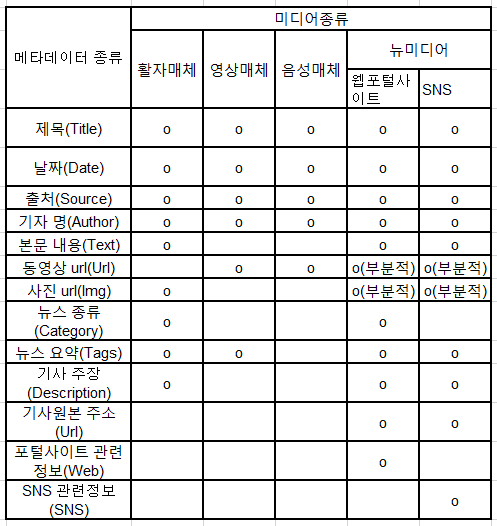 메타데이터 종류 미디어종류
활자매체 영상매체 음성매체 뉴미디어
웹포털사
이트 SNS
제목(Title) o o o o o
날짜(Date) o o o o o
출처(Source) o o o o o
기자 명(Author) o o o o o
본문 내용(Text) o o o
동영상 url(Url) o o o(부분적) o(부분적)
사진 url(Img) o o(부분적) o(부분적)
뉴스 종류
(Category) o o
뉴스 요약(Tags) o o o o
기사 주장
(Description) o o o
기사원본 주소
(Url) o o
포털사이트 관련
정보(Web) o
SNS 관련정보
(SNS) o